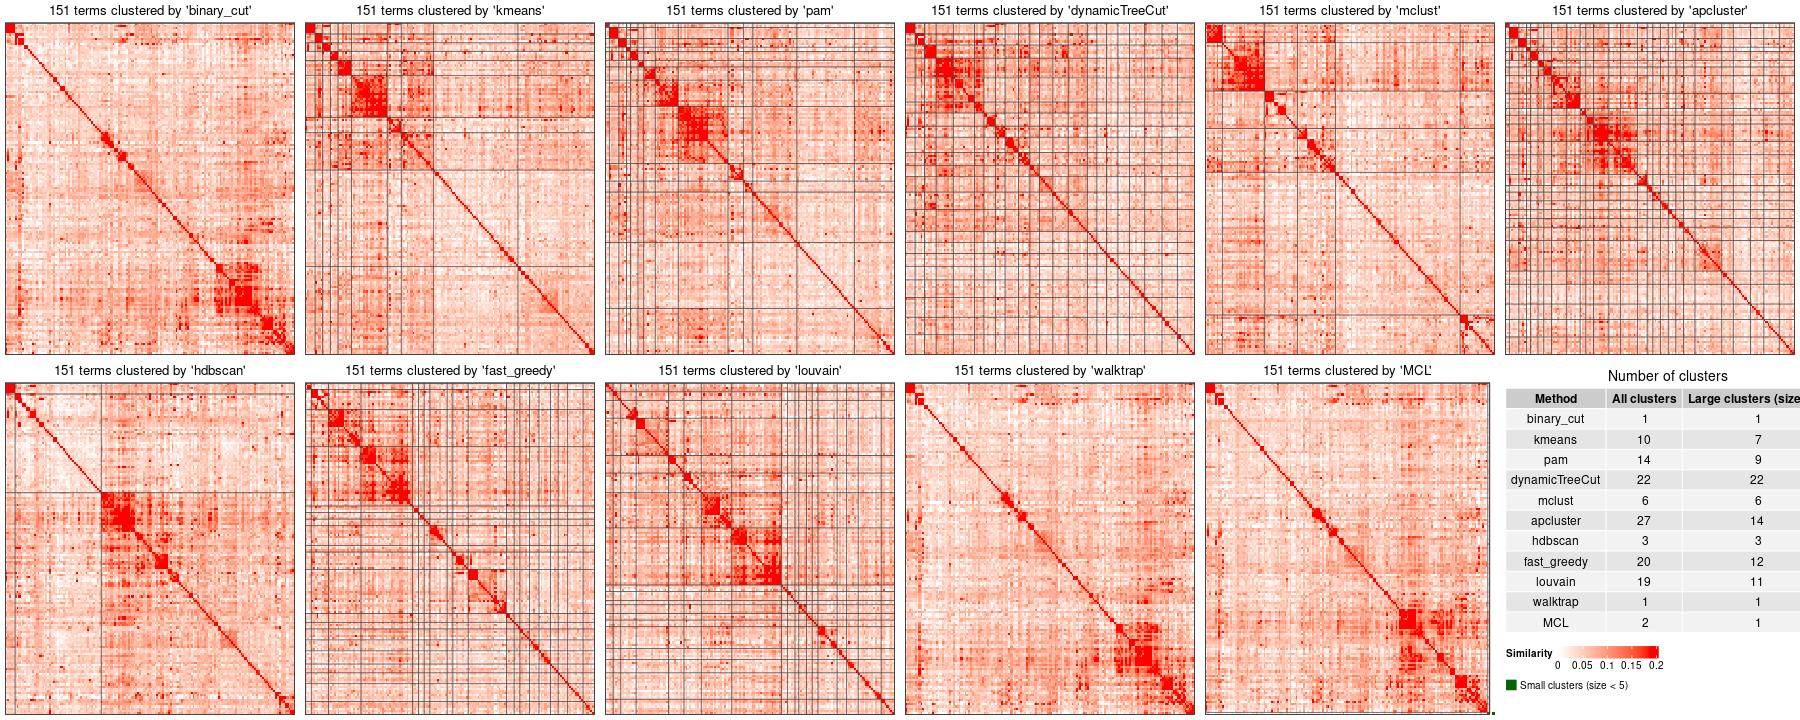 151 terms clustered by 'binary_cut'
151 terms clustered by 'kmeans'
151 terms clustered by 'pam'
151 terms clustered by 'dynamicTreeCut'
151 terms clustered by 'mclust'
151 terms clustered by 'apcluster'
151 terms clustered by 'hdbscan'
151 terms clustered by 'fast_greedy'
151 terms clustered by 'louvain'
151 terms clustered by 'walktrap'
151 terms clustered by 'MCL'
Number of clusters
Method All clusters Large clusters (size
binary_cut 1 1
kmeans 10 7
pam 14 9
dynamicTreeCut 22 22
mclust 6 6
apcluster 27 14
hdbscan 3 3
fast_greedy 20 12
louvain 19 11
walktrap 1 1
MCL 2 1
Similarity
0 0.05 0.1 0.15 0.2
Small clusters (size < 5)